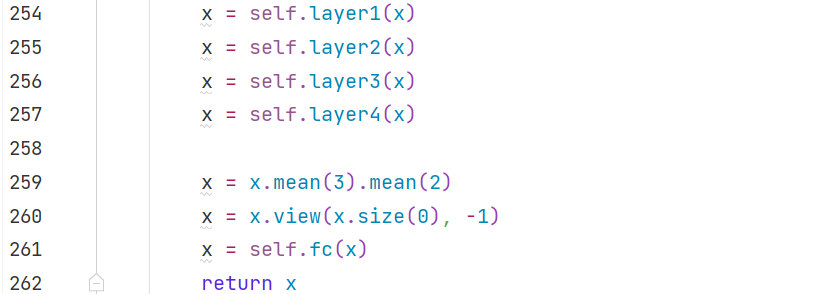 254 x = self.layer1(x)
255 x = self.layer2(x)
256 x = self.layer3(x)
257 x = self.layer4(x)
258
259 x = x.mean(3).mean(2)
260 x = x.view(x.size(0), -1)
261 x = self.fc(x)
262 return x